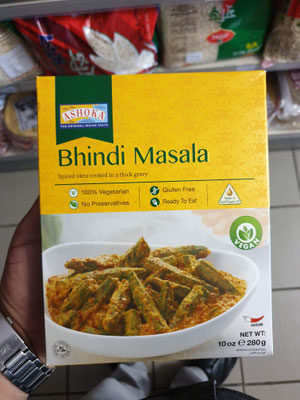 ASHOKA
THE ORIGINAL INDIAN TASTE
Bhindi Masala
Spiced okra cooked in a thick gravy
100% Vegetarian
Gluten Free
No Preservatives
Ready To Eat
VEGAN
NET WT:
10 oz ℮ 280g